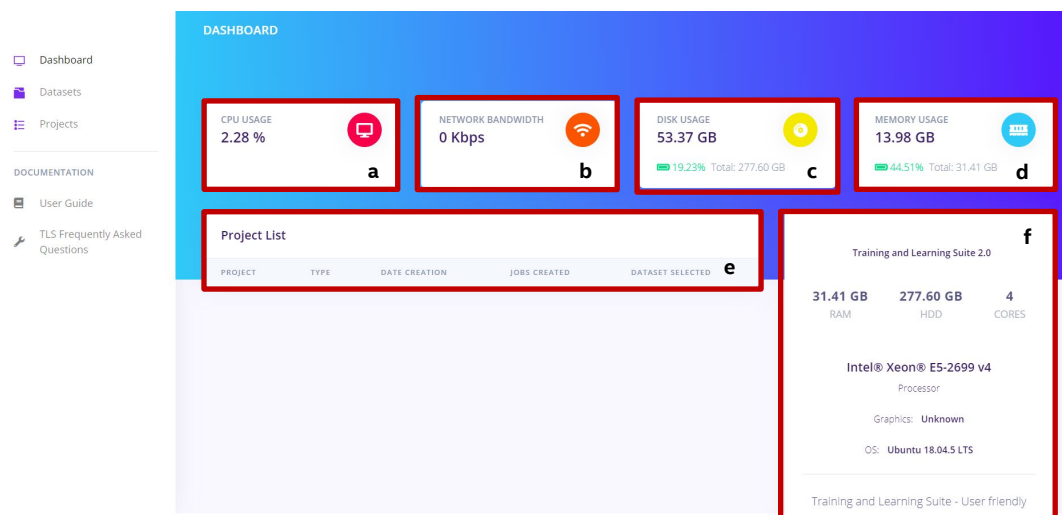 DASHBOARD
Dashboard
Datasets
Projects
DOCUMENTATION
User Guide
TLS Frequently Asked
Questions
CPU USAGE
2.28 %
a
NETWORK BANDWIDTH
0 Kbps
b
DISK USAGE
53.37 GB
19.23% Total: 277.60 GB
c
MEMORY USAGE
13.98 GB
44.51% Total: 31.41 GB
d
Project List
PROJECT TYPE DATE CREATION JOBS CREATED DATASET SELECTED
e
f
Training and Learning Suite 2.0
31.41 GB 277.60 GB 4
RAM HDD CORES
Intel® Xeon® E5-2699 v4
Processor
Graphics: Unknown
OS: Ubuntu 18.04.5 LTS
Training and Learning Suite - User friendly